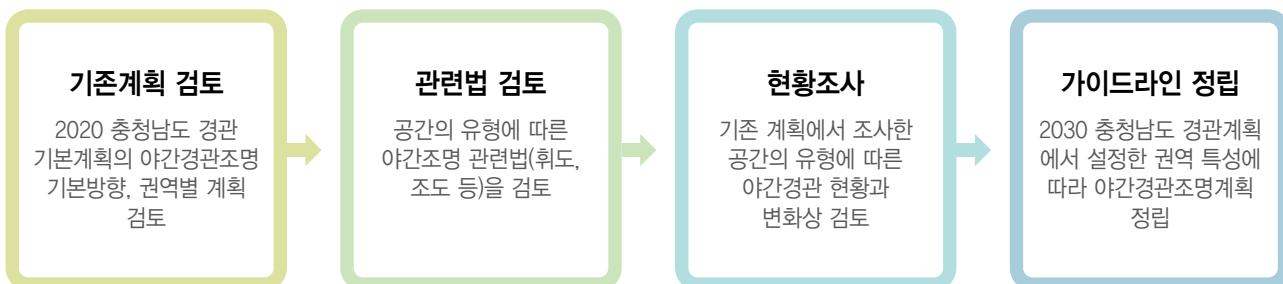 기존계획 검토
2020 충청남도 경관
기본계획의 야간경관조명
기본방향, 권역별 계획
검토
관련법 검토
공간의 유형에 따른
야간조명 관련법(휘도,
조도 등)을 검토
현황조사
기존 계획에서 조사한
공간의 유형에 따른
야간경관 현황과
변화상 검토
가이드라인 정립
2030 충청남도 경관계획
에서 설정한 권역 특성에
따라 야간경관조명계획
정립